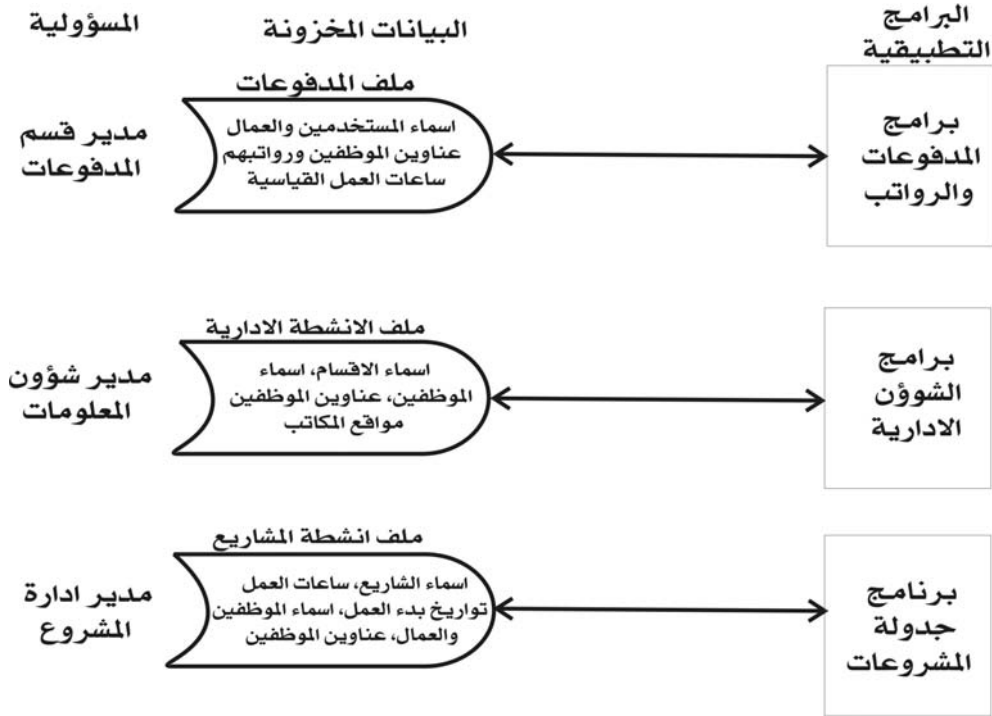 البرامج
التطبيقية
البيانات المخزونة
المسؤولية
برامج
المدفوعات
والرواتب
ملف المدفوعات
اسماء المستخدمين والعمال
عناوين الموظفين ورواتبهم
ساعات العمل القياسية
مدير قسم
المدفوعات
برامج
الشوؤن
الادارية
ملف الانشطة الادارية
اسماء الاقسام، اسماء
الموظفين، عناوين الموظفين
مواقع المكاتب
مدير شؤون
المعلومات
برنامج
جدولة
المشروعات
ملف انشطة المشاريع
اسماء الشاريع، ساعات العمل
تواريخ بدء العمل، اسماء الموظفين
والعمال، عناوين الموظفين
مدير ادارة
المشروع